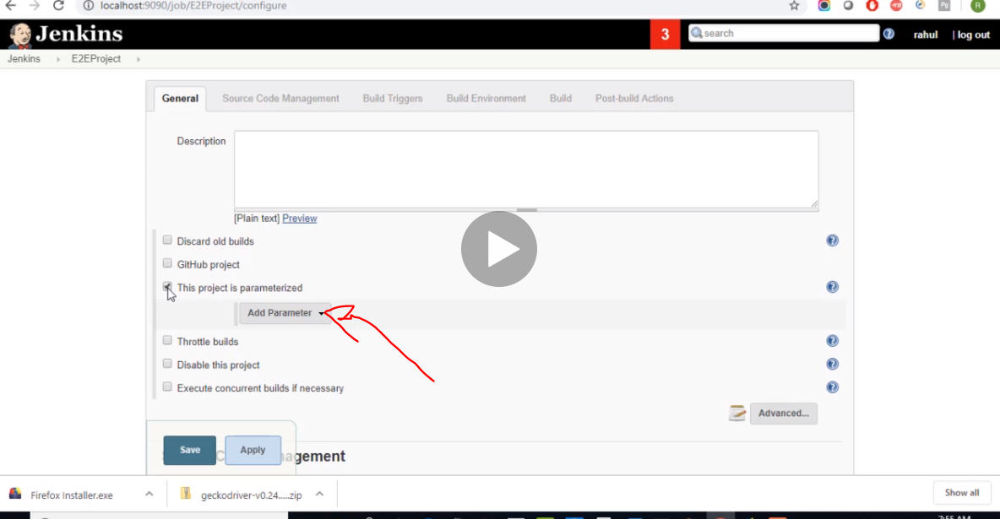 localhost:9090/job/E2EProject/configure
Jenkins
3
search
rahul | log out
Jenkins E2EProject
General Source Code Management Build Triggers Build Environment Build Post-build Actions
Description
[Plain text] Preview
Discard old builds
GitHub project
This project is parameterized
Add Parameter
Throttle builds
Disable this project
Execute concurrent builds if necessary
Advanced...
Save Apply agement
Firefox Installer.exe geckodriver-v0.24.....zip Show all
7:55 AM